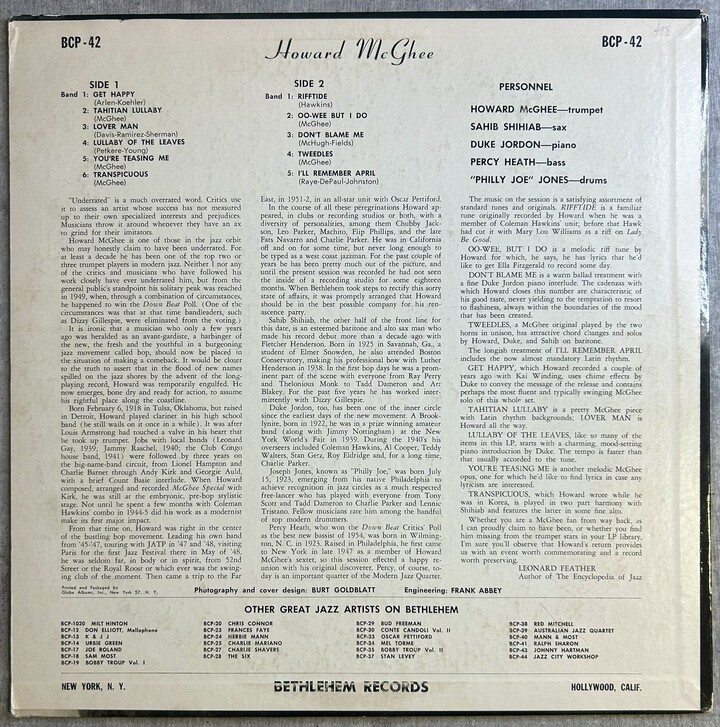 BCP - 42
Howard McGhee
BCP - 42
SIDE 1
Band 1: GET HAPPY
(Arlen-Koehler)
2: TAHITIAN LULLABY
(McGhee)
3: LOVER MAN
(Davis-Ramirez-Sherman)
4: LULLABY OF THE LEAVES
(Petkere-Young)
5: YOU'RE TEASING ME
(McGhee)
6: TRANSPICUOUS
(McGhee)
SIDE 2
Band 1: RIFFTIDE
(Hawkins)
2: OO-WEE BUT I DO
(McGhee)
3: DON'T BLAME ME
(McHugh-Fields)
4: TWEEDLES
(McGhee)
5: I'LL REMEMBER APRIL
(Raye-DePaul-Johnston)
PERSONNEL
HOWARD McGHEE—trumpet
SAHIB SHIHIAB—sax
DUKE JORDON—piano
PERCY HEATH—bass
"PHILLY JOE" JONES—drums
"Underrated" is a much overrated word. Critics use
it to assess an artist whose success has not measured
up to their own specialized interests and prejudices.
Musicians throw it around whenever they have an ax
to grind for their imitators.
Howard McGhee is one of those in the jazz orbit
who may honestly claim to have been underrated. For
at least a decade he has been one of the top two or
three trumpet players in modern jazz. Neither I nor any
of the critics and musicians who have followed his
work closely have ever underrated him, but from the
general public's standpoint his solitary peak was reached
in 1949, when, through a combination of circumstances,
he happened to win the Down Beat Poll. (One of the
circumstances was that at that time bandleaders, such
as Dizzy Gillespie, were eliminated from the voting.)
It is ironic that a musician who only a few years
ago was heralded as an avant-gardiste, a harbinger of
the new, the fresh and the youthful in a burgeoning
jazz movement called bop, should now be placed in
the situation of making a comeback. It would be closer
to the truth to assert that in the flood of new names
spilled on the jazz shores by the advent of the long-
playing record, Howard was temporarily engulfed. He
now emerges, bone dry and ready for action, to assume
his rightful place along the coastline.
Born February 6, 1918 in Tulsa, Oklahoma, but raised
in Detroit, Howard played clarinet in his high school
band (he still wails on it once in a while). It was after
Louis Armstrong had touched a valve in his heart that
he took up trumpet. Jobs with local bands (Leonard
Gay, 1939; Jammy Raschel, 1940; the Club Congo
house band, 1941) were followed by three years on
the big-name-band circuit, from Lionel Hampton and
Charlie Barnet through Andy Kirk and Georgie Auld,
with a brief Count Basie interlude. When Howard
composed, arranged and recorded McGhee Special with
Kirk, he was still at the embryonic, pre-bop stylistic
stage. Not until he spent a few months with Coleman
Hawkins' combo in 1944-5 did his work as a modernist
make its first major impact.
From that time on, Howard was right in the center
of the bustling bop movement. Leading his own band
from '45-'47, touring with JATP in '47 and '48, visiting
Paris for the first Jazz Festival there in May of '48,
he was seldom far, in body or in spirit, from 52nd
Street or the Royal Roost or which ever was the swing-
ing club of the moment. Then came a trip to the Far
East, in 1951-2, in an all-star unit with Oscar Pettiford.
In the course of all these peregrinations Howard ap-
peared, in clubs or recording studios or both, with a
diversity of personalities, among them Chubby Jack-
son, Leo Parker, Machito, Flip Phillips, and the late
Fats Navarro and Charlie Parker. He was in California
off and on for some time, but never long enough to
be typed as a west coast jazzman. For the past couple of
years he has been pretty much out of the picture, and
until the present session was recorded he had not seen
the inside of a recording studio for some eighteen
months. When Bethlehem took steps to rectify this sorry
state of affairs, it was promptly arranged that Howard
should be in the best possible company for his ren-
ascence party.
Sahib Shihiab, the other half of the front line for
this date, is an esteemed baritone and alto sax man who
made his record debut more than a decade ago with
Fletcher Henderson. Born in 1925 in Savannah, Ga., a
student of Elmer Snowden, he also attended Boston
Conservatory, making his professional bow with Luther
Henderson in 1938. In the first bop days he was a prom-
inent part of the scene with everyone from Ray Perry
and Thelonious Monk to Tadd Dameron and Art
Blakey. For the past five years he has worked inter-
mittently with Dizzy Gillespie.
Duke Jordon, too, has been one of the inner circle
since the earliest days of the new movement. A Brook-
lynite, born in 1922, he was in a prize winning amateur
band (along with Jimmy Nottingham) at the New
York World's Fair in 1939. During the 1940's his
overseers included Coleman Hawkins, Al Cooper, Teddy
Walters, Stan Getz, Roy Eldridge and, for a long time,
Charlie Parker.
Joseph Jones, known as "Philly Joe", was born July
15, 1923, emerging from his native Philadelphia to
achieve recognition in jazz circles as a much respected
free-lancer who has played with everyone from Tony
Scott and Tadd Dameron to Charlie Parker and Lennie
Tristano. Fellow musicians rate him among the handful
of top modern drummers.
Percy Heath, who won the Down Beat Critics' Poll
as the best new bassist of 1954, was born in Wilming-
ton, N. C. in 1923. Raised in Philadelphia, he first came
to New York in late 1947 as a member of Howard
McGhee's sextet, so this session effected a happy re-
union with his original discoverer. Percy, of course, to-
day is an important quarter of the Modern Jazz Quartet.
The music on the session is a satisfying assortment of
standard tunes and originals. RIFFTIDE is a familiar
tune originally recorded by Howard when he was a
member of Coleman Hawkins' unit; before that Hawk
had cut it with Mary Lou Williams as a riff on Lady
Be Good.
OO-WEE, BUT I DO is a melodic riff tune by
Howard for which, he says, he has lyrics that he'd
like to get Ella Fitzgerald to record some day.
DON'T BLAME ME is a warm ballad treatment with
a fine Duke Jordon piano interlude. The cadenzas with
which Howard closes this number are characteristic of
his good taste, never yielding to the temptation to resort
to flashiness, always within the boundaries of the mood
that has been created.
TWEEDLES, a McGhee original played by the two
horns in unison, has attractive chord changes and solos
by Howard, Duke, and Sahib on baritone.
The longish treatment of I'LL REMEMBER APRIL
includes the now almost mandatory Latin rhythm.
GET HAPPY, which Howard recorded a couple of
years ago with Kai Winding, uses chime effects by
Duke to convey the message of the release and contains
perhaps the most fluent and typically swinging McGhee
solo of this whole set.
TAHITIAN LULLABY is a pretty McGhee piece
with Latin rhythm backgrounds; LOVER MAN is
Howard all the way.
LULLABY OF THE LEAVES, like so many of the
items in this LP, starts with a charming, mood-setting
piano introduction by Duke. The tempo is faster than
that usually accorded to the tune.
YOU'RE TEASING ME is another melodic McGhee
opus, one for which he'd like to find lyrics in case any
lyricists are interested.
TRANSPICUOUS, which Howard wrote while he
was in Korea, is played in two part harmony with
Shihiab and features the latter in some fine alto.
Whether you are a McGhee fan from way back, as
I can proudly claim to have been, or whether you find
him missing from the trumpet stars in your LP library,
I'm sure you'll observe that Howard's return provides
us with an event worth commemorating and a record
worth preserving.
LEONARD FEATHER
Author of The Encyclopedia of Jazz
Printed and Packaged by
Globe Albums, Inc., New York 57, N. Y.
Photography and cover design: BURT GOLDBLATT
Engineering: FRANK ABBEY
OTHER GREAT JAZZ ARTISTS ON BETHLEHEM
BCP-1020 MILT HINTON
BCP-12 DON ELLIOTT, Mellophone
BCP-13 K & J J
BCP-14 URBIE GREEN
BCP-17 JOE ROLAND
BCP-18 SAM MOST
BCP-19 BOBBY TROUP Vol. I
BCP-20 CHRIS CONNOR
BCP-23 FRANCES FAYE
BCP-24 HERBIE MANN
BCP-25 CHARLIE MARIANO
BCP-27 CHARLIE SHAVERS
BCP-28 THE SIX
BCP-29 BUD FREEMAN
BCP-30 CONTE CANDOLI Vol. II
BCP-33 OSCAR PETTIFORD
BCP-34 MEL TORME
BCP-35 BOBBY TROUP Vol. II
BCP-37 STAN LEVEY
BCP-38 RED MITCHELL
BCP-39 AUSTRALIAN JAZZ QUARTET
BCP-40 MANN & MOST
BCP-41 RALPH SHARON
BCP-43 JOHNNY HARTMAN
BCP-44 JAZZ CITY WORKSHOP
NEW YORK, N. Y.
BETHLEHEM RECORDS
HOLLYWOOD, CALIF.